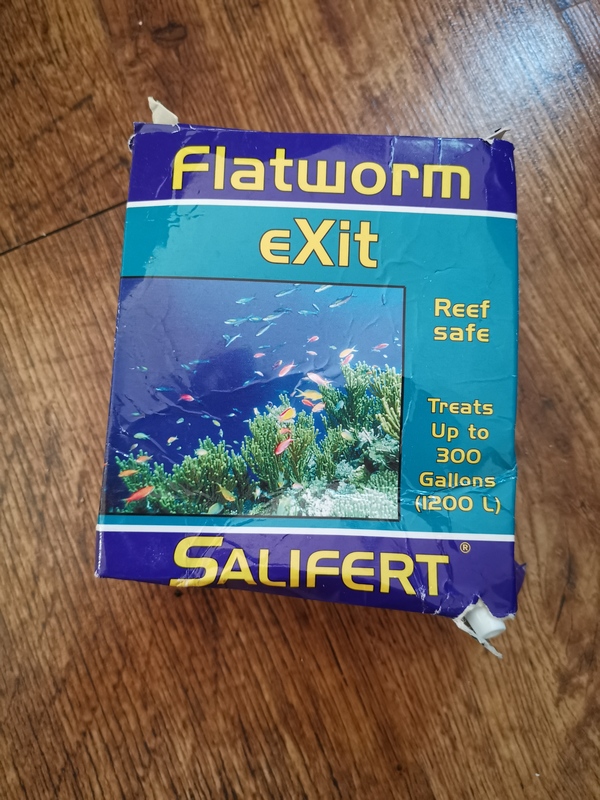 Flatworm
eXit
Reef
safe
Treats
Up to
300
Gallons
(1200 L)
SALIFERT®